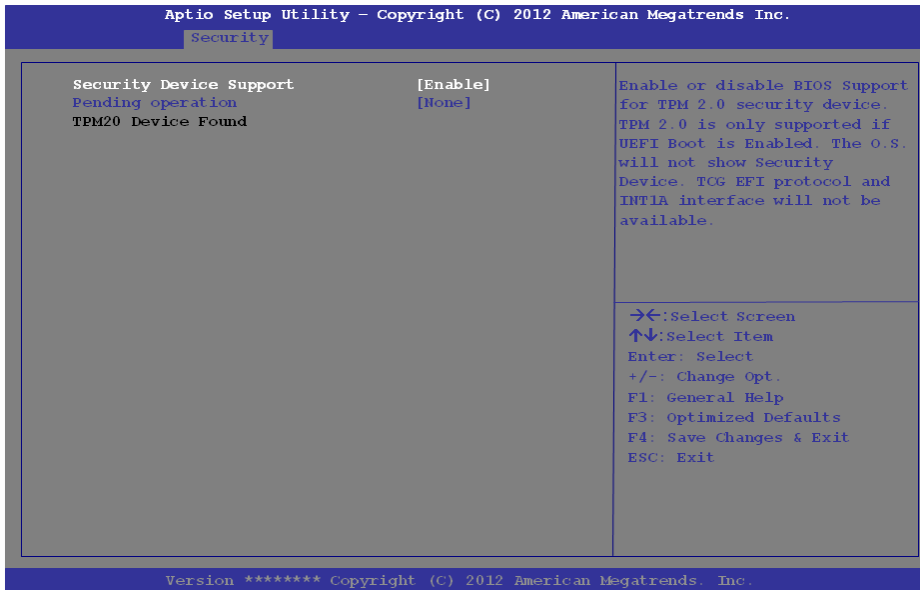 Aptio Setup Utility – Copyright (C) 2012 American Megatrends Inc.
Security
Security Device Support [Enable]
Pending operation [None]
TPM20 Device Found
Enable or disable BIOS Support
for TPM 2.0 security device.
TPM 2.0 is only supported if
UEFI Boot is Enabled. The O.S.
will not show Security
Device. TCG EFI protocol and
INT1A interface will not be
available.
→←:Select Screen
↑↓:Select Item
Enter: Select
+/-: Change Opt.
F1: General Help
F3: Optimized Defaults
F4: Save Changes & Exit
ESC: Exit
Version ******** Copyright (C) 2012 American Megatrends. Inc.